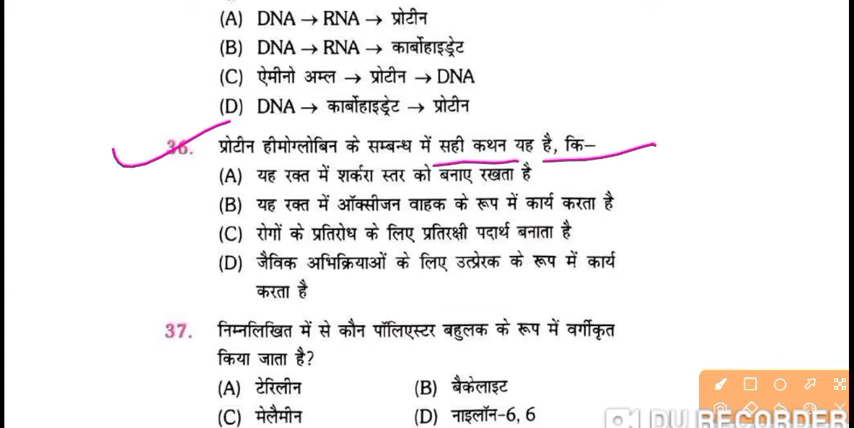 (A) DNA → RNA → प्रोटीन
(B) DNA → RNA → कार्बोहाइड्रेट
(C) ऐमीनो अम्ल → प्रोटीन → DNA
(D) DNA → कार्बोहाइड्रेट → प्रोटीन
36. प्रोटीन हीमोग्लोबिन के सम्बन्ध में सही कथन यह है, कि–
(A) यह रक्त में शर्करा स्तर को बनाए रखता है
(B) यह रक्त में ऑक्सीजन वाहक के रूप में कार्य करता है
(C) रोगों के प्रतिरोध के लिए प्रतिरक्षी पदार्थ बनाता है
(D) जैविक अभिक्रियाओं के लिए उत्प्रेरक के रूप में कार्य
करता है
37. निम्नलिखित में से कौन पॉलिएस्टर बहुलक के रूप में वर्गीकृत
किया जाता है?
(A) टेरिलीन (B) बैकेलाइट
(C) मेलैमीन (D) नाइलॉन-6, 6
DU RECORDER